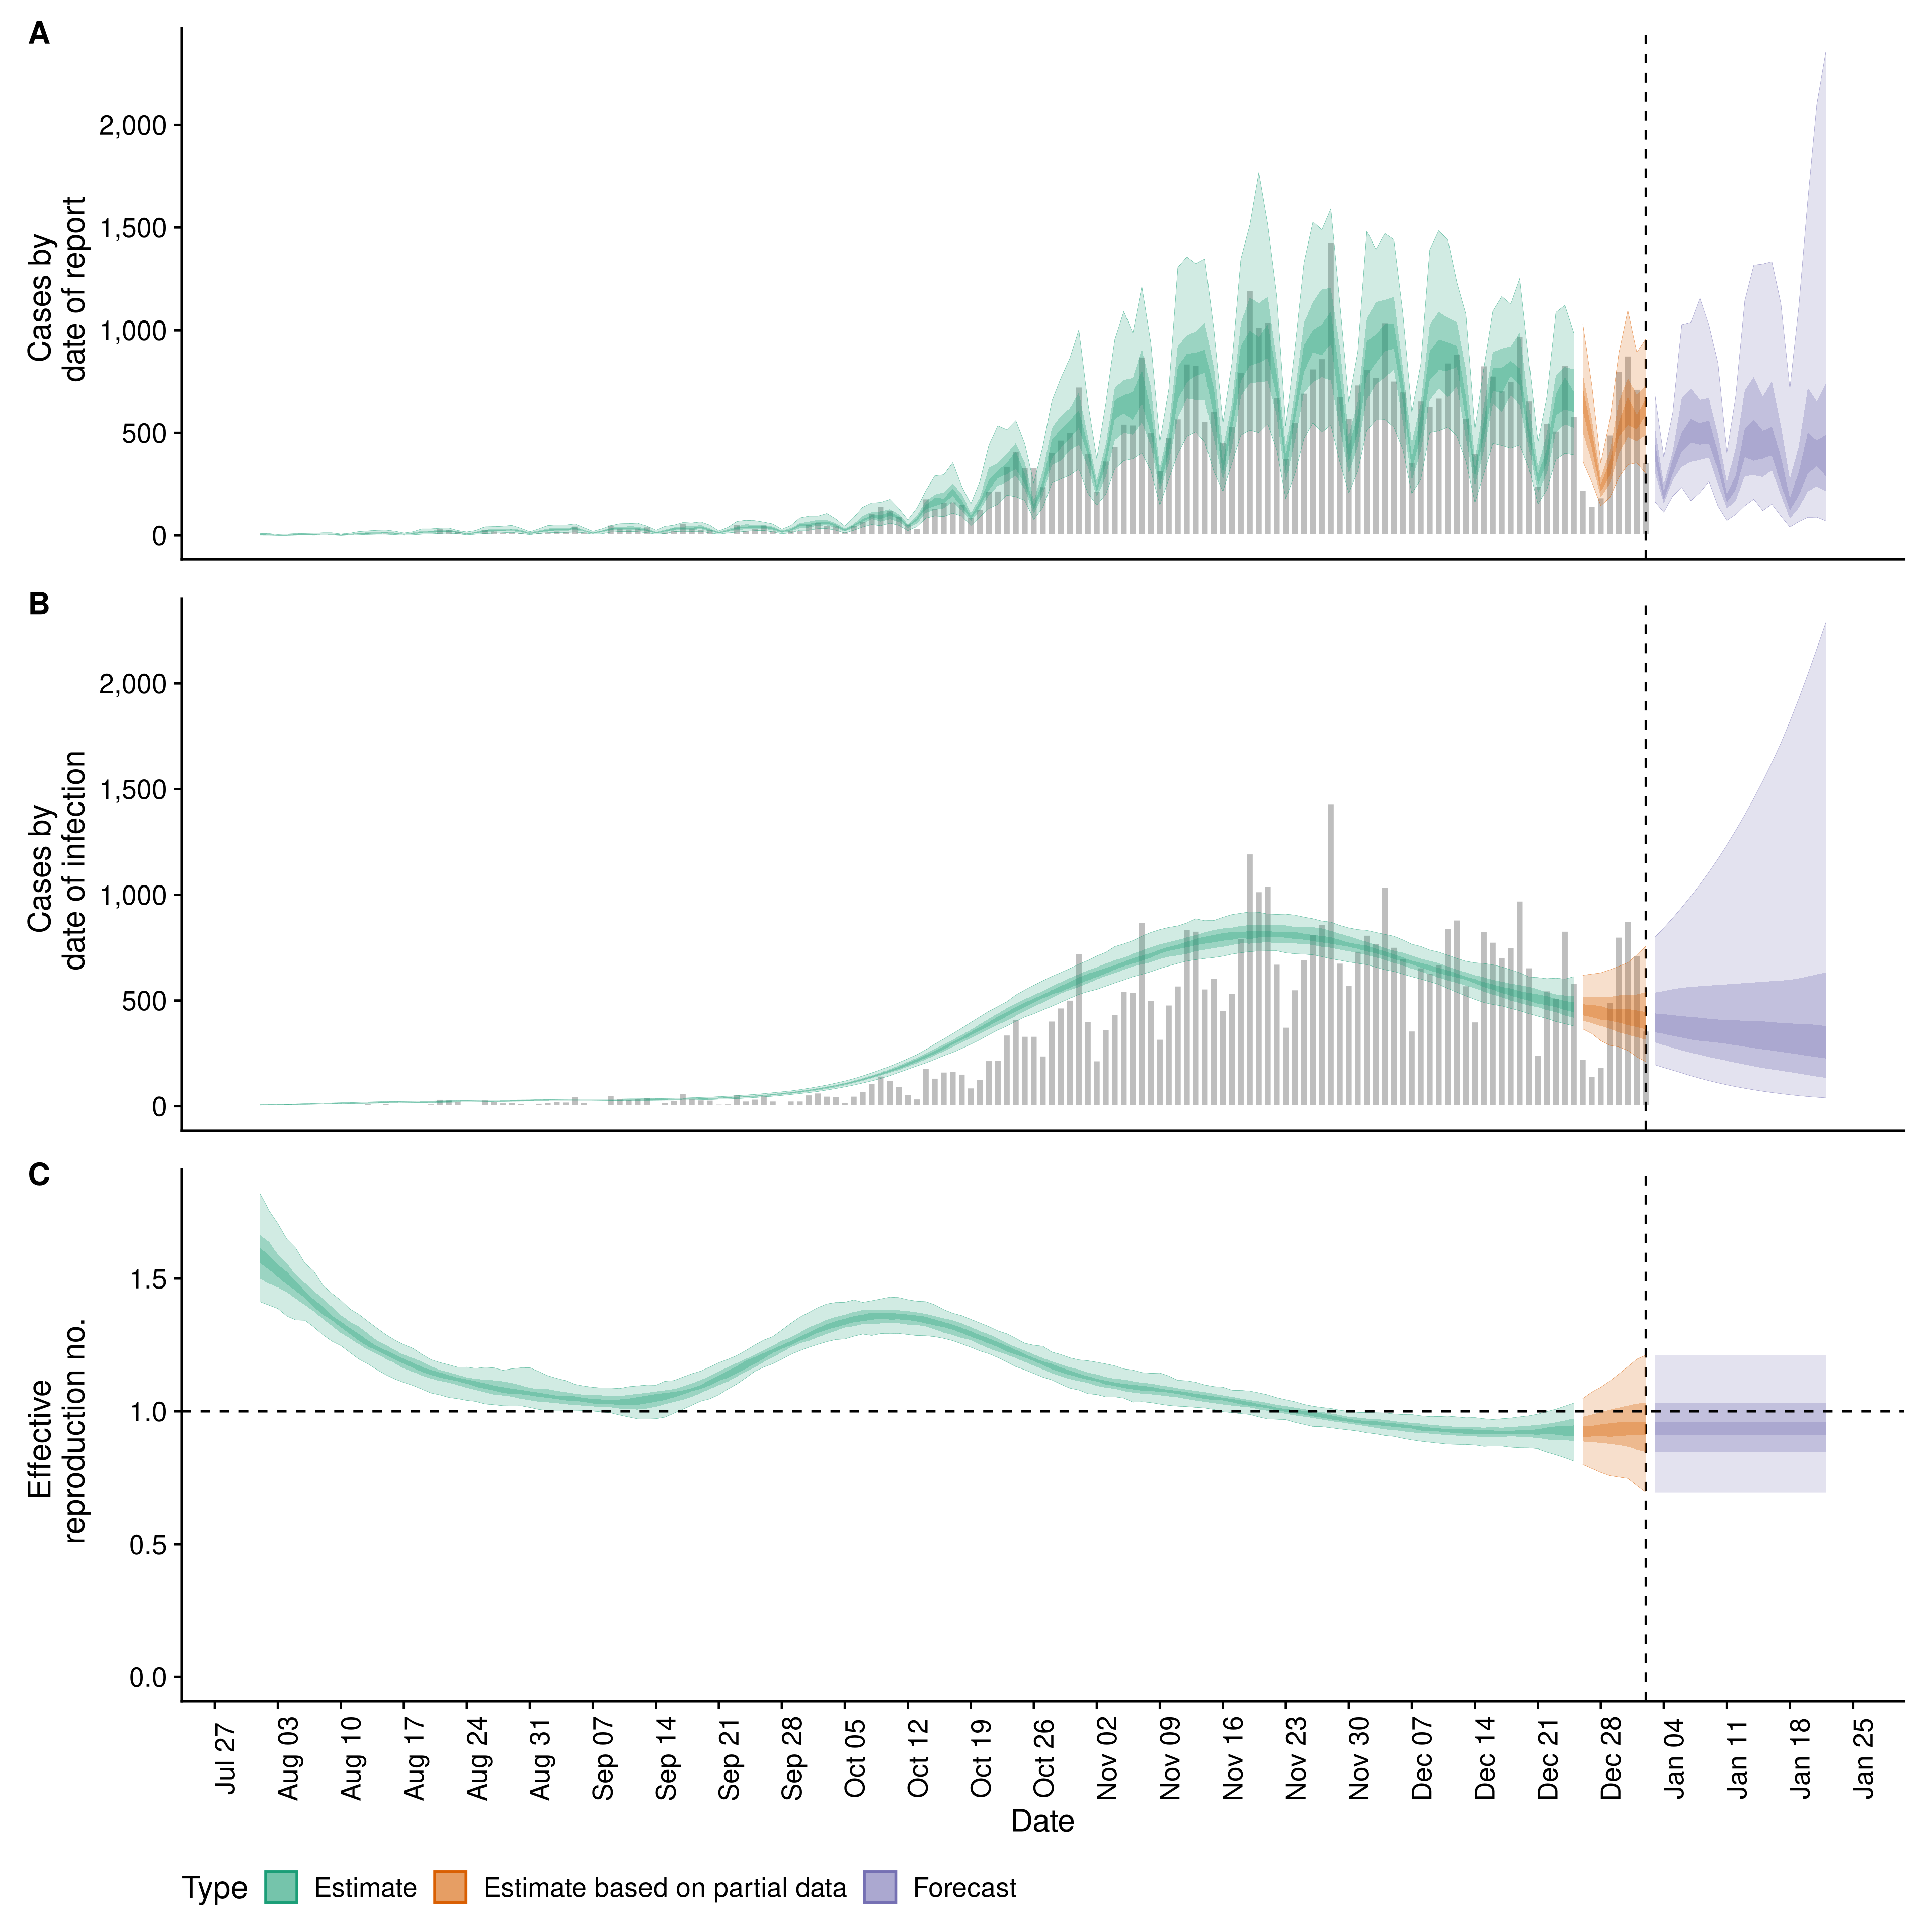 A
Cases by
date of report
2,000
1,500
1,000
500
0
B
Cases by
date of infection
2,000
1,500
1,000
500
0
C
Effective
reproduction no.
1.5
1.0
0.5
0.0
Jul 27
Aug 03
Aug 10
Aug 17
Aug 24
Aug 31
Sep 07
Sep 14
Sep 21
Sep 28
Oct 05
Oct 12
Oct 19
Oct 26
Nov 02
Nov 09
Nov 16
Nov 23
Nov 30
Dec 07
Dec 14
Dec 21
Dec 28
Jan 04
Jan 11
Jan 18
Jan 25
Date
Type
Estimate
Estimate based on partial data
Forecast